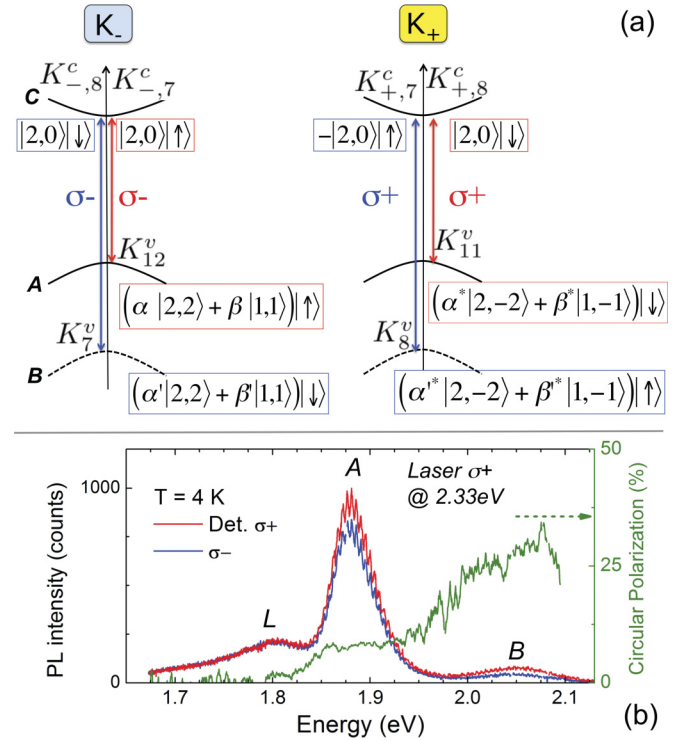 K₋ K₊ (a)
C K^c_{-,8} K^c_{-,7} K^c_{+,7} K^c_{+,8}
|2,0⟩|↓⟩ |2,0⟩|↑⟩ -|2,0⟩|↑⟩ |2,0⟩|↓⟩
σ- σ- σ+ σ+
K^v_{12} K^v_{11}
A
(α |2,2⟩ + β |1,1⟩)|↑⟩ (α*|2,-2⟩ + β*|1,-1⟩)|↓⟩
K^v_7 K^v_8
B
(α'|2,2⟩ + β'|1,1⟩)|↓⟩ (α'*|2,-2⟩ + β'*|1,-1⟩)|↑⟩
A
Laser σ+
@ 2.33eV
T = 4 K
Det. σ+
σ−
L
B
PL intensity (counts)
1000
0
50
25
0
Circular Polarization (%)
1.7 1.8 1.9 2.0 2.1
Energy (eV)
(b)